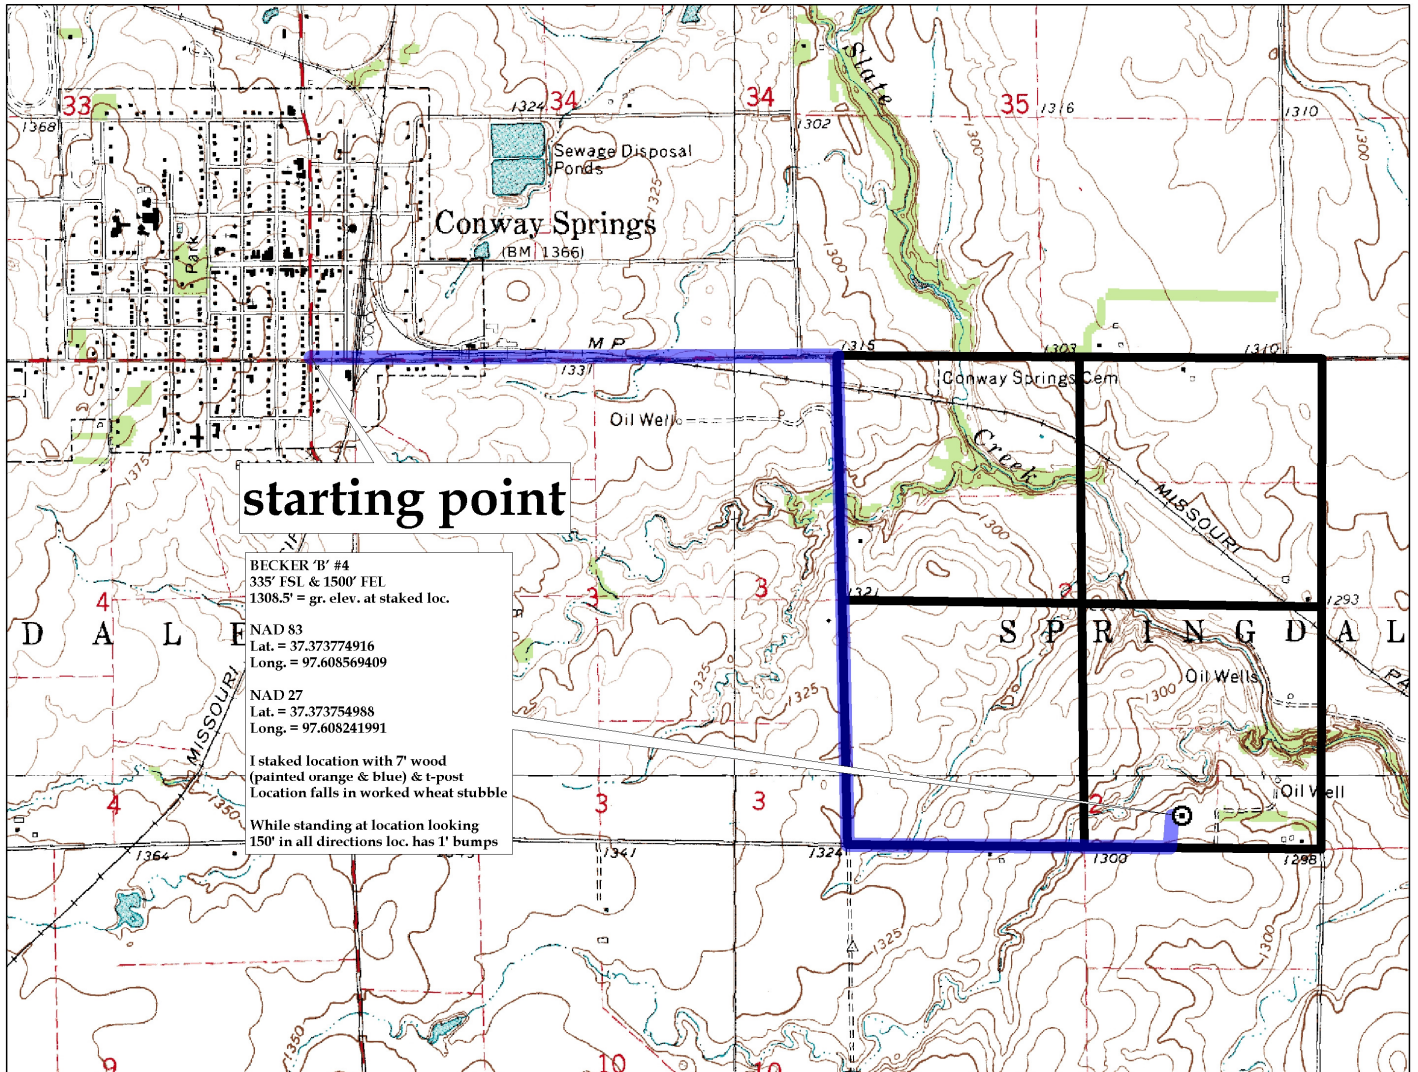 Slate
33
34
34
35
1368
1324
1302
1316
1310
1300
Sewage Disposal
Ponds
1325
Conway Springs
(BM 1366)
Park
1300
M P
1315
1303
1310
1331
Conway Springs Cem
Oil Well
Creek
1375
starting point
MISSOURI
1300
BECKER 'B' #4
335' FSL & 1500' FEL
1308.5' = gr. elev. at staked loc.
NAD 83
Lat. = 37.373774916
Long. = 97.608569409
NAD 27
Lat. = 37.373754988
Long. = 97.608241991
I staked location with 7' wood
(painted orange & blue) & t-post
Location falls in worked wheat stubble
While standing at location looking
150' in all directions loc. has 1' bumps
4
3
3
2
1321
1293
D A L E
S P R I N G D A L
MISSOURI
1325
1300
Oil Wells
PA
4
3
3
2
Oil Well
1350
1364
1343
1341
1324
1300
1298
1325
1300
1350
9
10
10